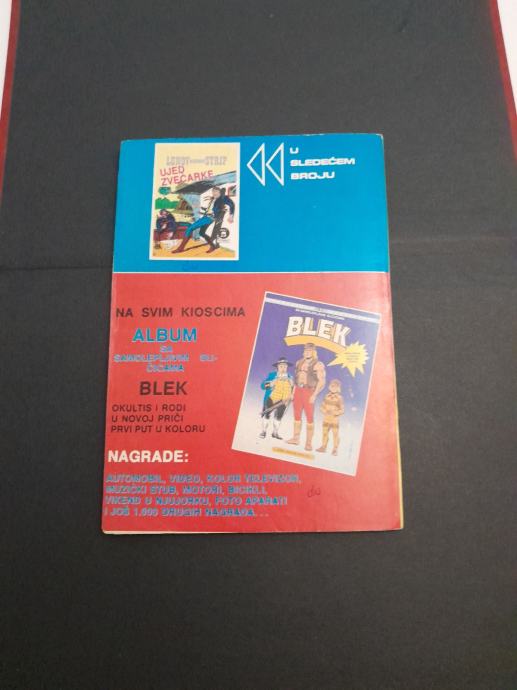 LUNOV MAGNUS STRIP
UJED
ZVEČARKE
U
SLEDEĆEM
BROJU
NA SVIM KIOSCIMA
ALBUM
SA
SAMOLEPLJIVIM SLI-
ČICAMA
BLEK
OKULTIS I RODI
U NOVOJ PRIČI
PRVI PUT U KOLORU
NAGRADE:
AUTOMOBIL, VIDEO, KOLOR TELEVIZOR,
MUZIČKI STUB, MOTORI, BICIKLI,
VIKEND U NJUJORKU, FOTO APARATI
I JOŠ 1.000 DRUGIH NAGRADA...
BLEK